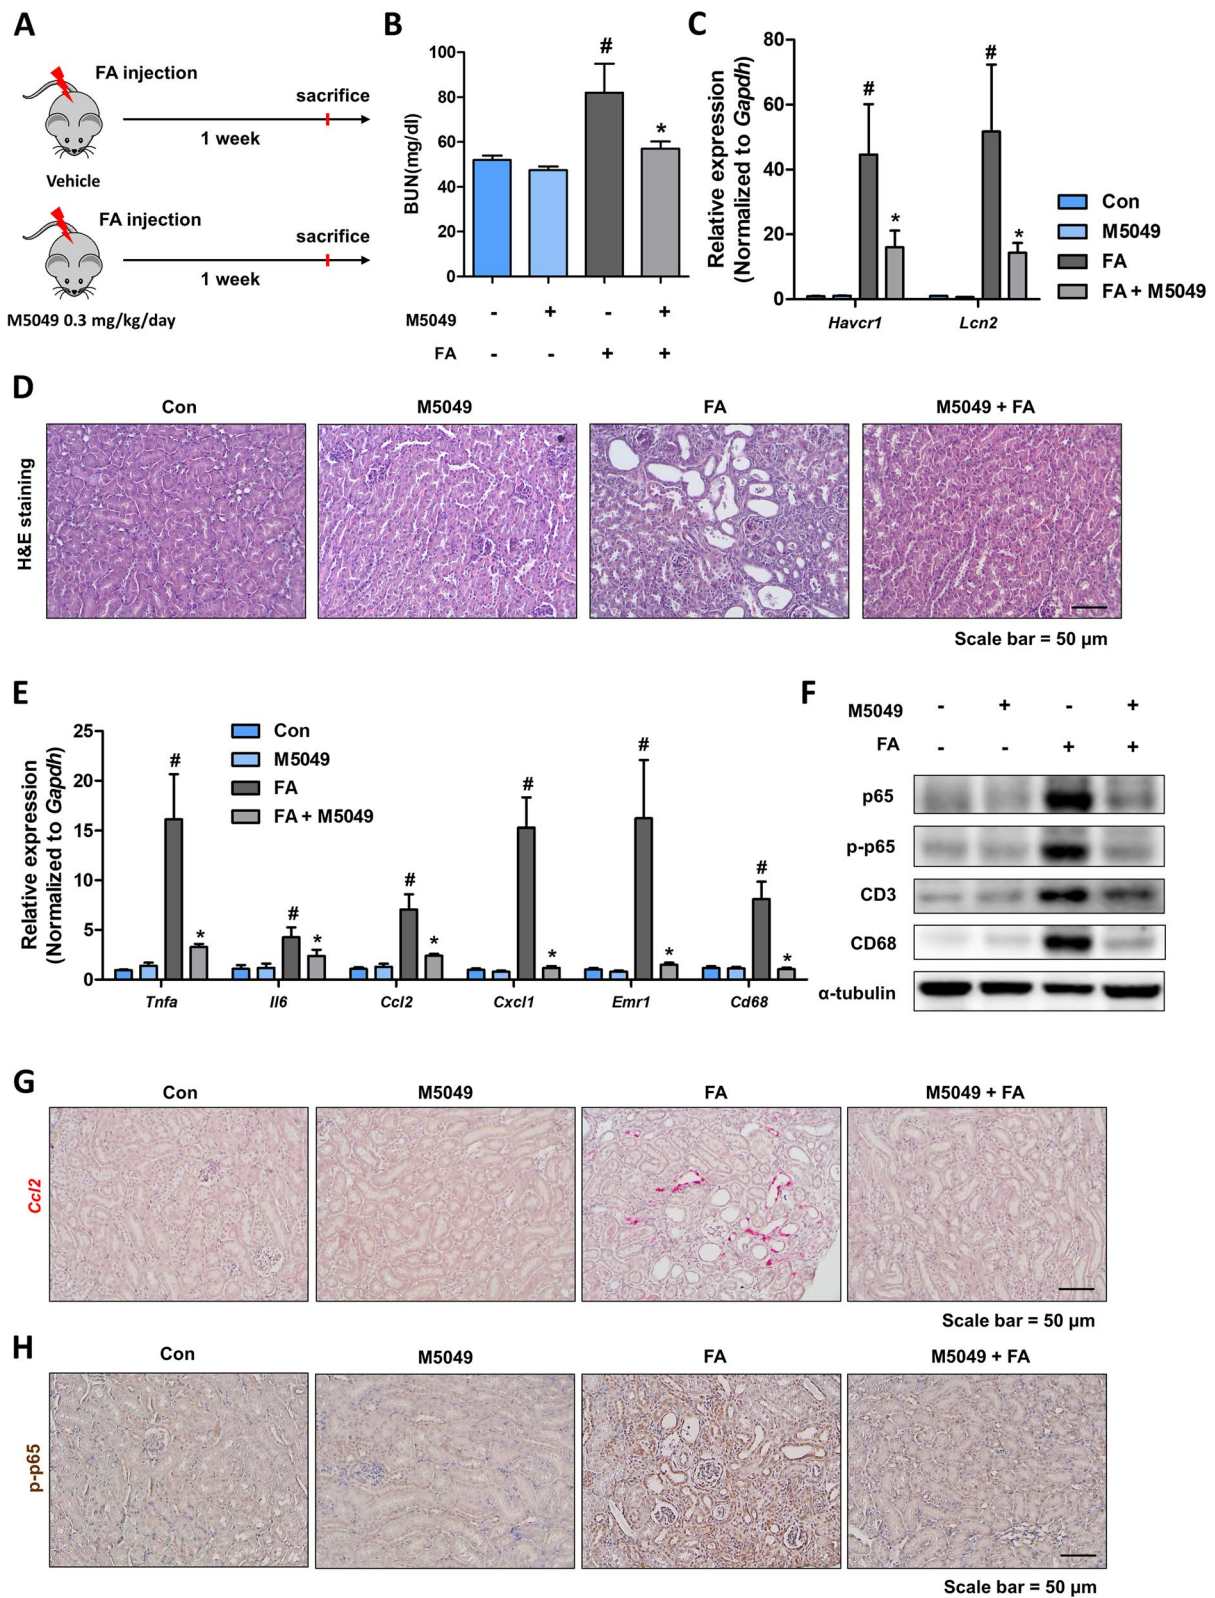 A
FA injection
sacrifice
1 week
Vehicle
FA injection
sacrifice
1 week
M5049 0.3 mg/kg/day
B
BUN(mg/dl)
100
80
60
40
20
0
#
*
M5049 - + - +
FA - - + +
C
Relative expression
(Normalized to Gapdh)
80
60
40
20
0
#
*
#
*
Havcr1 Lcn2
Con
M5049
FA
FA + M5049
D
Con M5049 FA M5049 + FA
H&E staining
Scale bar = 50 μm
E
Relative expression
(Normalized to Gapdh)
25
20
15
10
5
0
Con
M5049
FA
FA + M5049
#
*
#
*
#
*
#
*
#
*
#
*
Tnfa Il6 Ccl2 Cxcl1 Emr1 Cd68
F
M5049 - + - +
FA - - + +
p65
p-p65
CD3
CD68
α-tubulin
G
Con M5049 FA M5049 + FA
Ccl2
Scale bar = 50 μm
H
Con M5049 FA M5049 + FA
p-p65
Scale bar = 50 μm